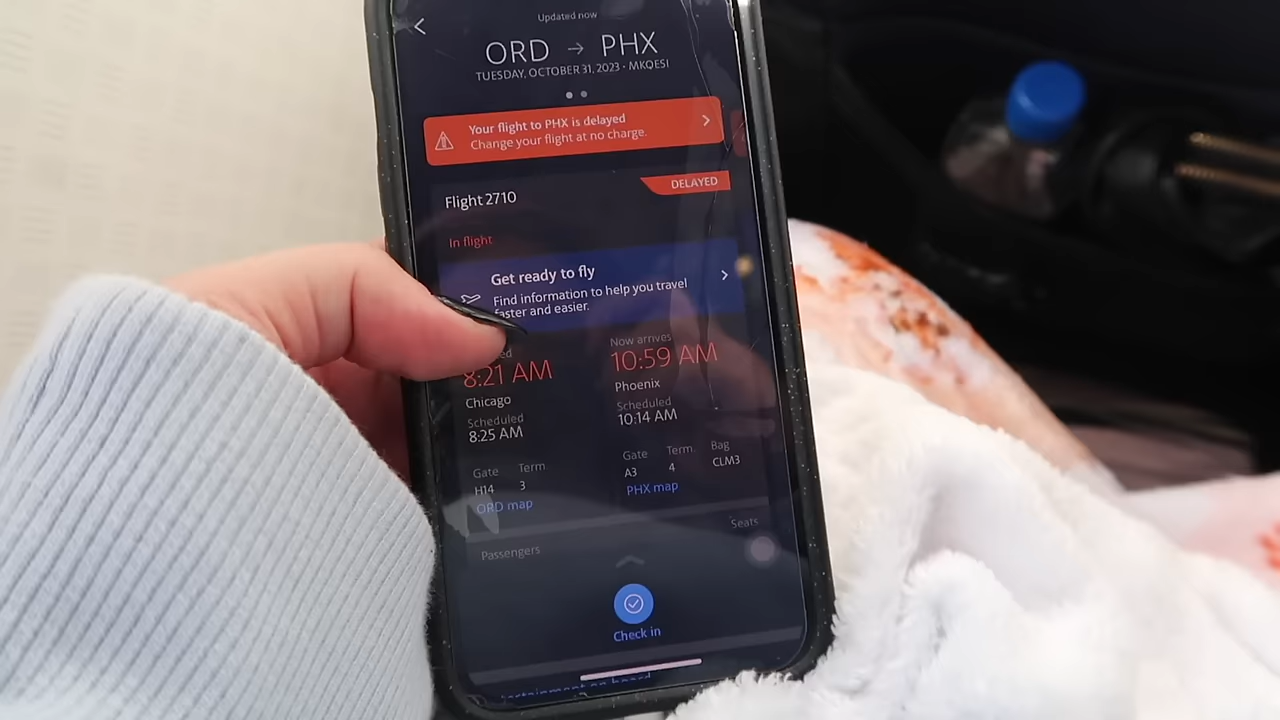 Updated now
ORD → PHX
TUESDAY, OCTOBER 31, 2023 • MKQESI
Your flight to PHX is delayed
Change your flight at no charge.
DELAYED
Flight 2710
In flight
Get ready to fly
Find information to help you travel
faster and easier.
Now arrives
8:21 AM 10:59 AM
Chicago Phoenix
Scheduled Scheduled
8:25 AM 10:14 AM
Gate Term. Gate Term. Bag
H14 3 A3 4 CLM3
ORD map PHX map
Passengers Seats
Check in